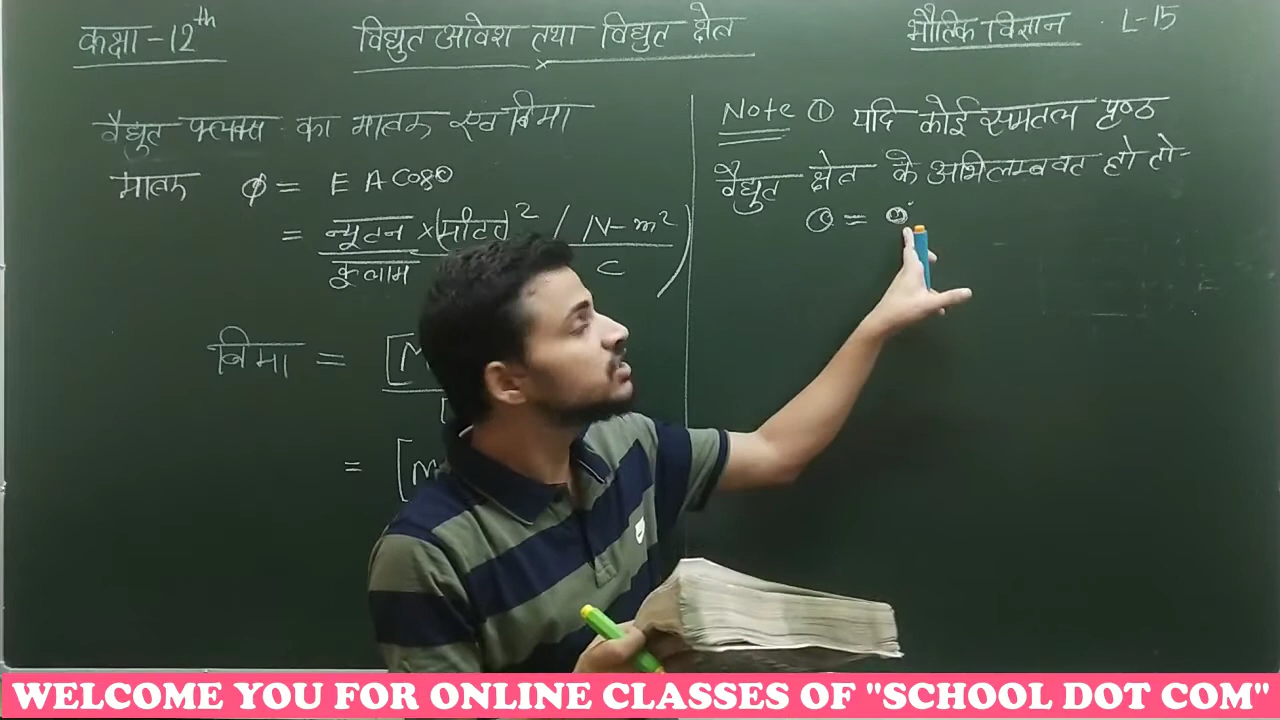 कक्षा - 12th
विद्युत आवेश तथा विद्युत क्षेत्र
भौतिक विज्ञान . L-15
वैद्युत फ्लक्स का मात्रक एवं विमा
मात्रक ϕ = E A Cosθ
= न्यूटन × (मीटर)² / N-m²
कूलाम C
विमा = [M
= [M
Note ① यदि कोई समतल पृष्ठ
वैद्युत क्षेत्र के अभिलम्बवत हो तो-
θ = 0°
WELCOME YOU FOR ONLINE CLASSES OF "SCHOOL DOT COM"